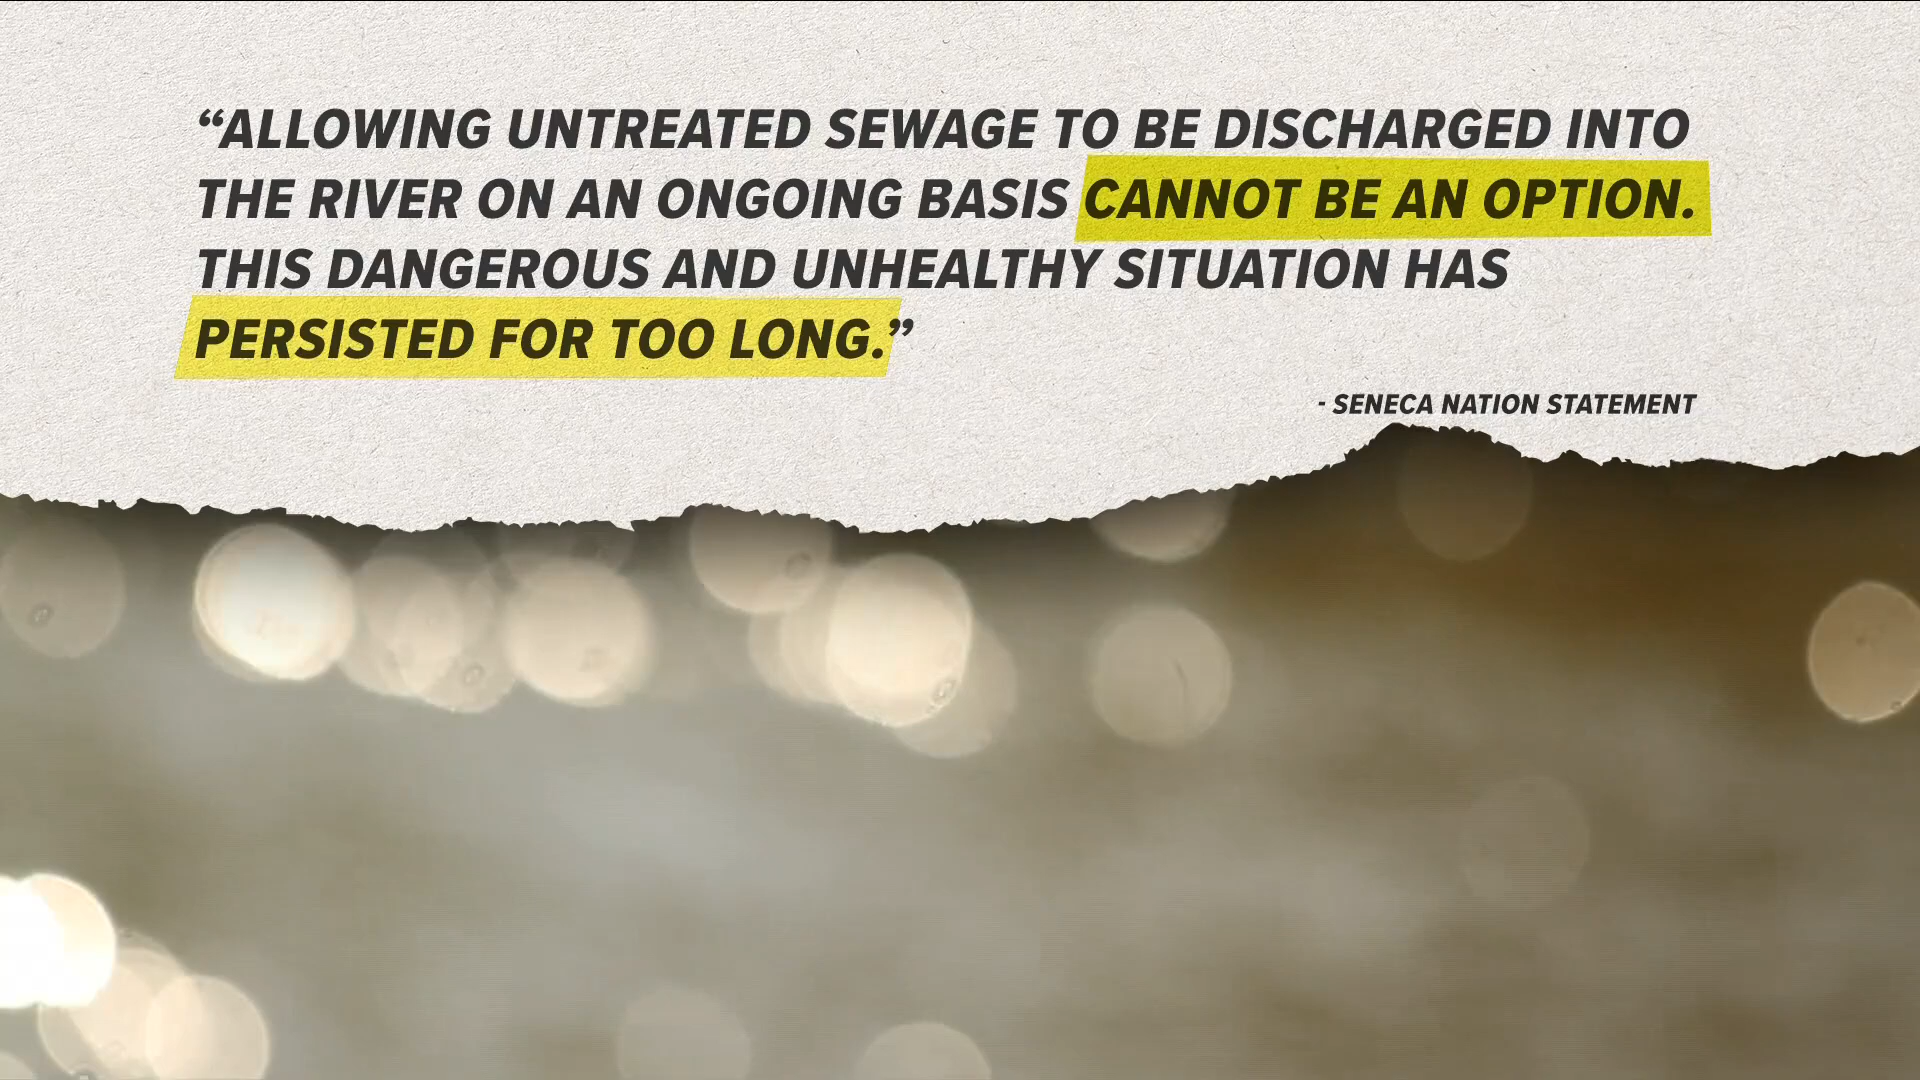 “ALLOWING UNTREATED SEWAGE TO BE DISCHARGED INTO
THE RIVER ON AN ONGOING BASIS CANNOT BE AN OPTION.
THIS DANGEROUS AND UNHEALTHY SITUATION HAS
PERSISTED FOR TOO LONG.”
- SENECA NATION STATEMENT